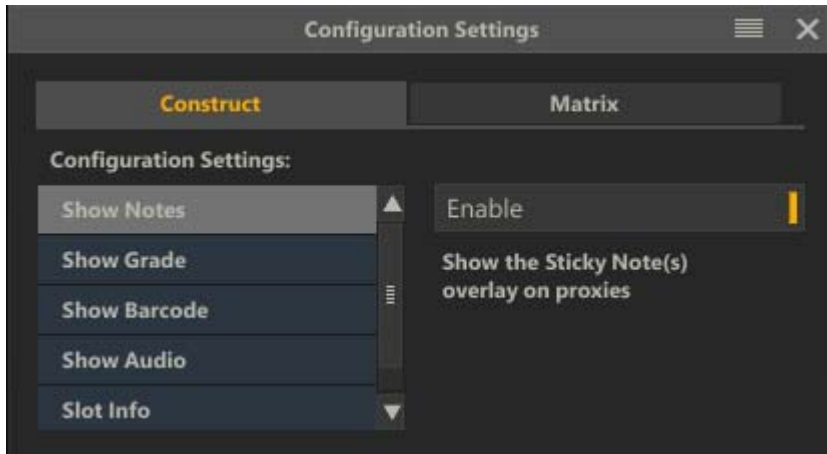 Configuration Settings
Construct
Matrix
Configuration Settings:
Show Notes
Show Grade
Show Barcode
Show Audio
Slot Info
Enable
Show the Sticky Note(s)
overlay on proxies